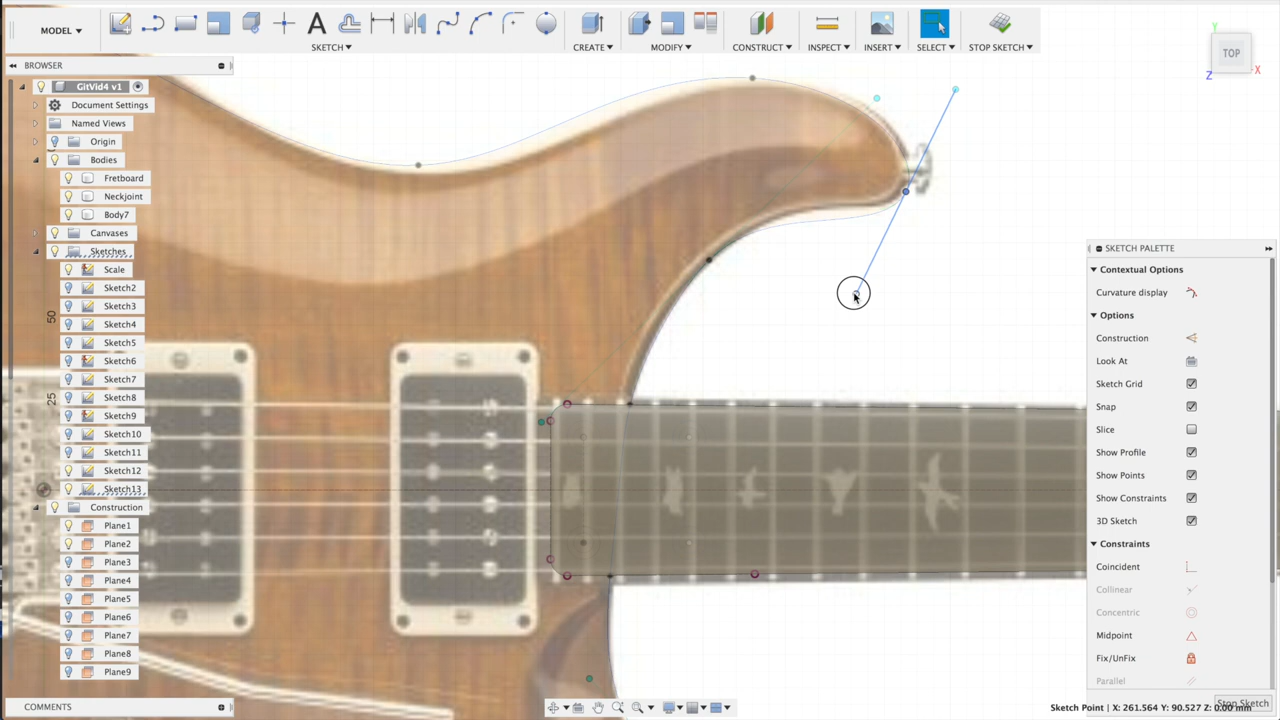 MODEL
SKETCH
CREATE
MODIFY
CONSTRUCT
INSPECT
INSERT
SELECT
STOP SKETCH
TOP
Y
X
Z
BROWSER
GitVid4 v1
Document Settings
Named Views
Origin
Bodies
Fretboard
Neckjoint
Body7
Canvases
Sketches
Scale
Sketch2
Sketch3
Sketch4
Sketch5
Sketch6
Sketch7
Sketch8
Sketch9
Sketch10
Sketch11
Sketch12
Sketch13
Construction
Plane1
Plane2
Plane3
Plane4
Plane5
Plane6
Plane7
Plane8
Plane9
50
25
SKETCH PALETTE
Contextual Options
Curvature display
Options
Construction
Look At
Sketch Grid
Snap
Slice
Show Profile
Show Points
Show Constraints
3D Sketch
Constraints
Coincident
Collinear
Concentric
Midpoint
Fix/UnFix
Parallel
Stop Sketch
COMMENTS
Sketch Point | X: 261.564 Y: 90.527 Z: 0.00 mm